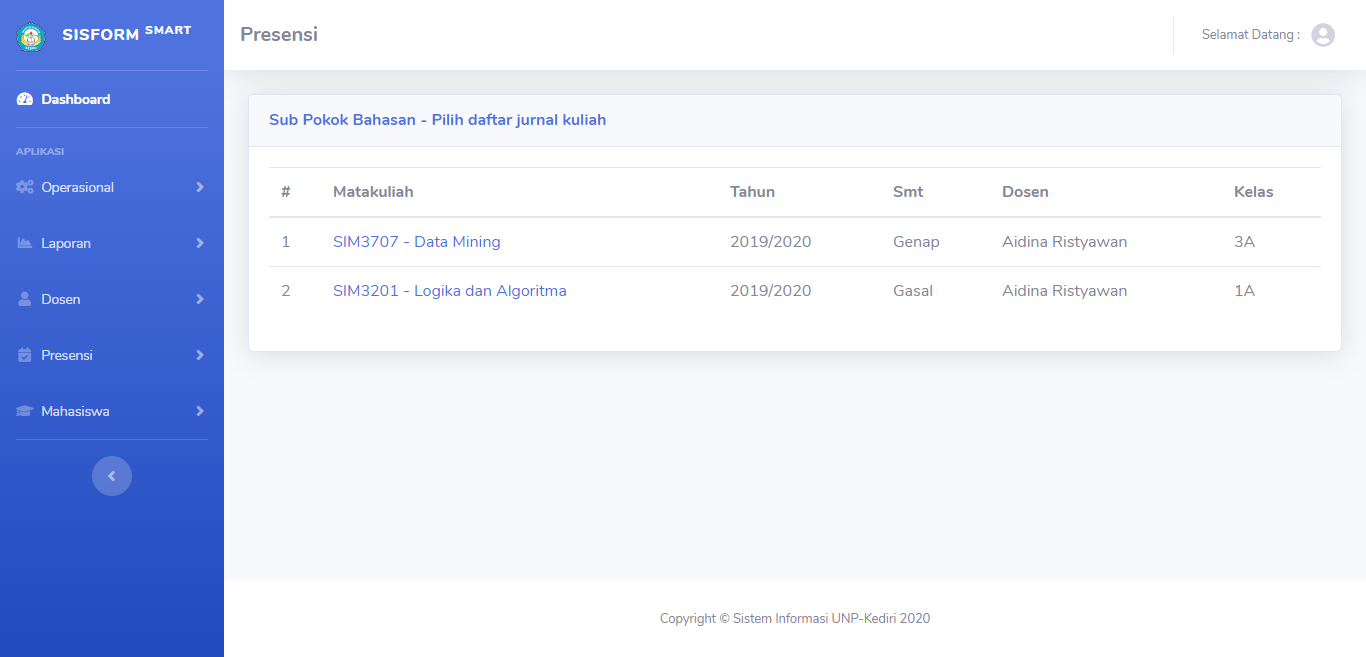 SISFORM SMART
Presensi
Selamat Datang :
Dashboard
APLIKASI
Operasional
Laporan
Dosen
Presensi
Mahasiswa
Sub Pokok Bahasan - Pilih daftar jurnal kuliah
# Matakuliah Tahun Smt Dosen Kelas
1 SIM3707 - Data Mining 2019/2020 Genap Aidina Ristyawan 3A
2 SIM3201 - Logika dan Algoritma 2019/2020 Gasal Aidina Ristyawan 1A
Copyright © Sistem Informasi UNP-Kediri 2020